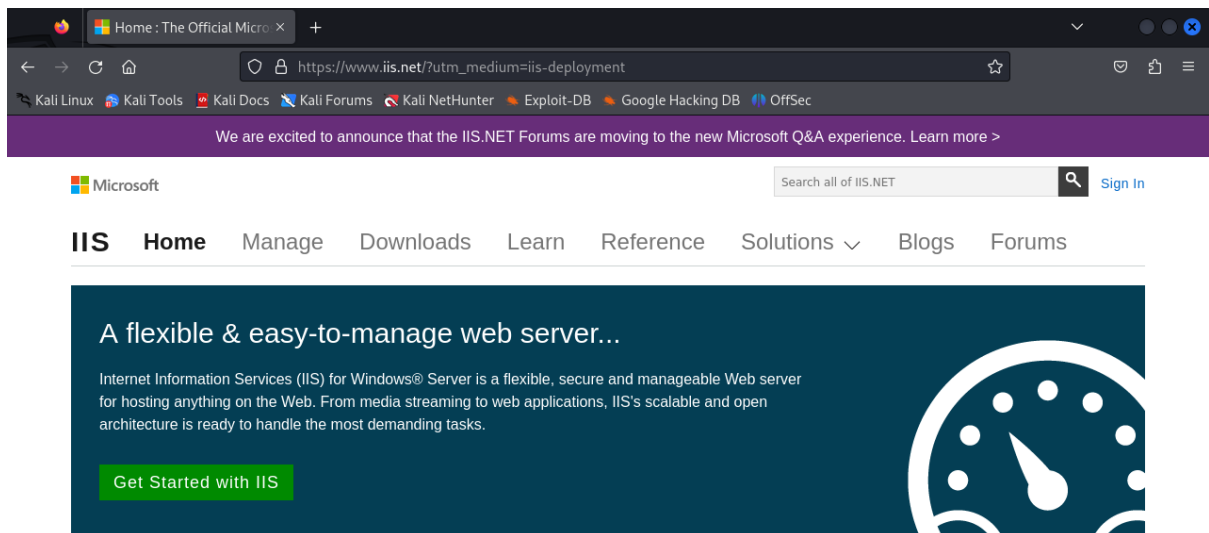 Home : The Official Micro
https://www.iis.net/?utm_medium=iis-deployment
Kali Linux Kali Tools Kali Docs Kali Forums Kali NetHunter Exploit-DB Google Hacking DB OffSec
We are excited to announce that the IIS.NET Forums are moving to the new Microsoft Q&A experience. Learn more >
Microsoft Search all of IIS.NET Sign In
IIS Home Manage Downloads Learn Reference Solutions Blogs Forums
A flexible & easy-to-manage web server...
Internet Information Services (IIS) for Windows® Server is a flexible, secure and manageable Web server
for hosting anything on the Web. From media streaming to web applications, IIS's scalable and open
architecture is ready to handle the most demanding tasks.
Get Started with IIS